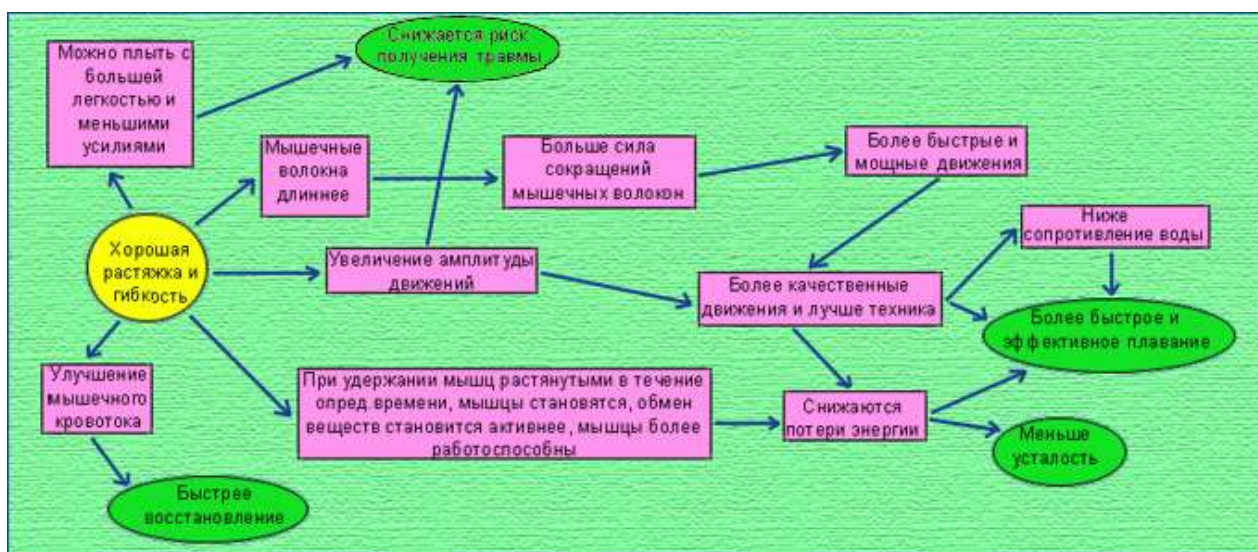 Можно плыть с
большей
легкостью и
меньшими
усилиями
Снижается риск
получения травмы
Мышечные
волокна
длиннее
Больше сила
сокращений
мышечных волокон
Более быстрые и
мощные движения
Хорошая
растяжка и
гибкость
Увеличение амплитуды
движений
Более качественные
движения и лучше техника
Ниже
сопротивление воды
Более быстрое и
эффективное плавание
Улучшение
мышечного
кровотока
При удержании мышц растянутыми в течение
опред.времени, мышцы становятся, обмен
веществ становится активнее, мышцы более
работоспособны
Снижаются
потери энергии
Меньше
усталость
Быстрее
восстановление